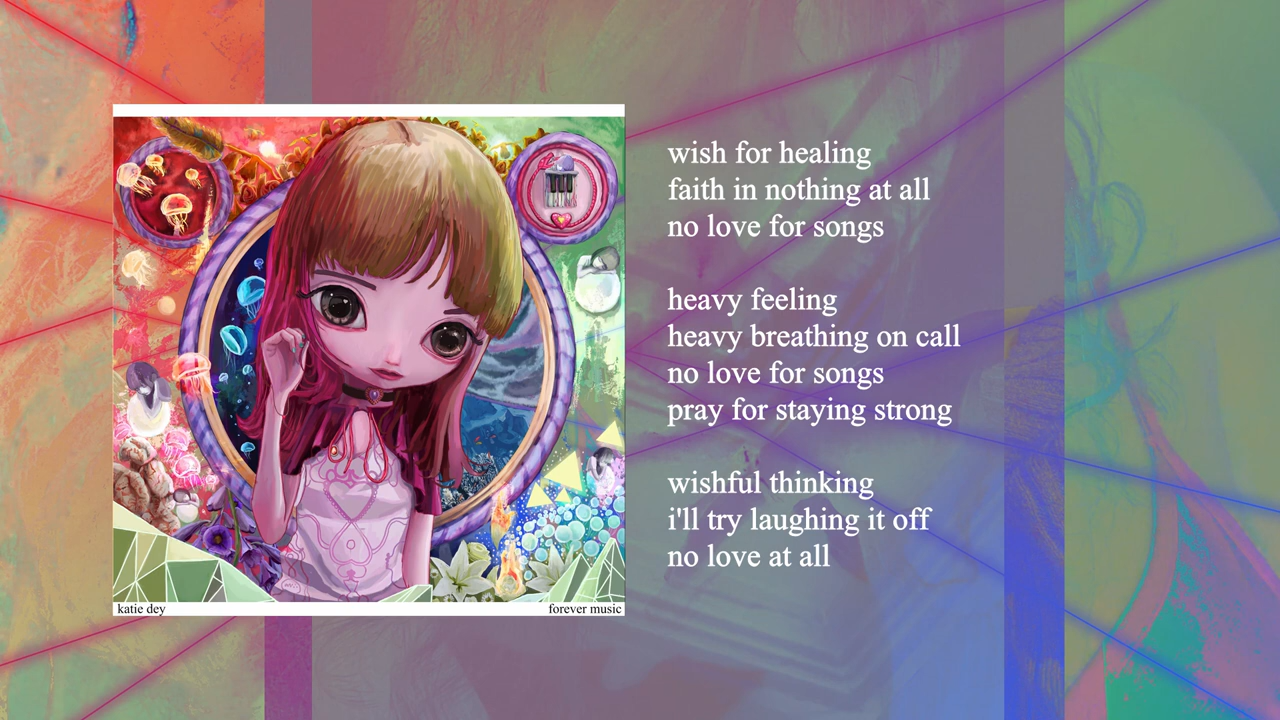 wish for healing
faith in nothing at all
no love for songs
heavy feeling
heavy breathing on call
no love for songs
pray for staying strong
wishful thinking
i'll try laughing it off
no love at all
katie dey
forever music